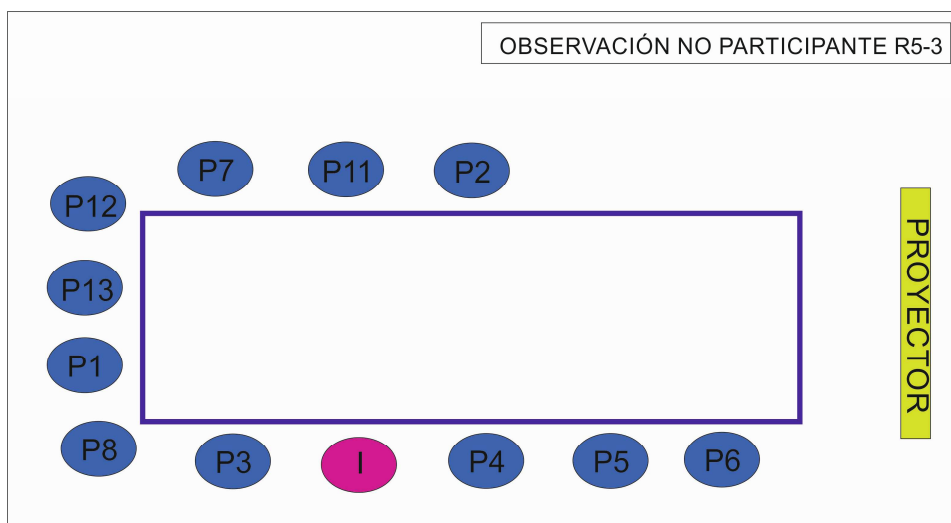 OBSERVACIÓN NO PARTICIPANTE R5-3
P7
P11
P2
P12
P13
P1
P8
P3
I
P4
P5
P6
PROYECTOR